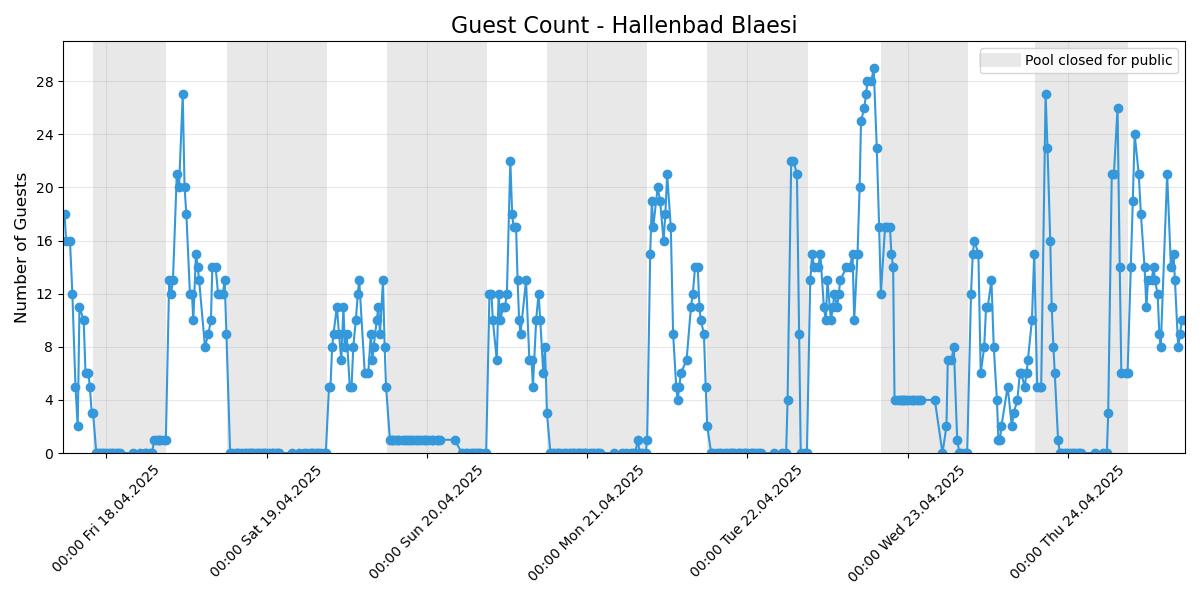 Guest Count - Hallenbad Blaesi
Pool closed for public
Number of Guests
28
24
20
16
12
8
4
0
00:00 Fri 18.04.2025
00:00 Sat 19.04.2025
00:00 Sun 20.04.2025
00:00 Mon 21.04.2025
00:00 Tue 22.04.2025
00:00 Wed 23.04.2025
00:00 Thu 24.04.2025